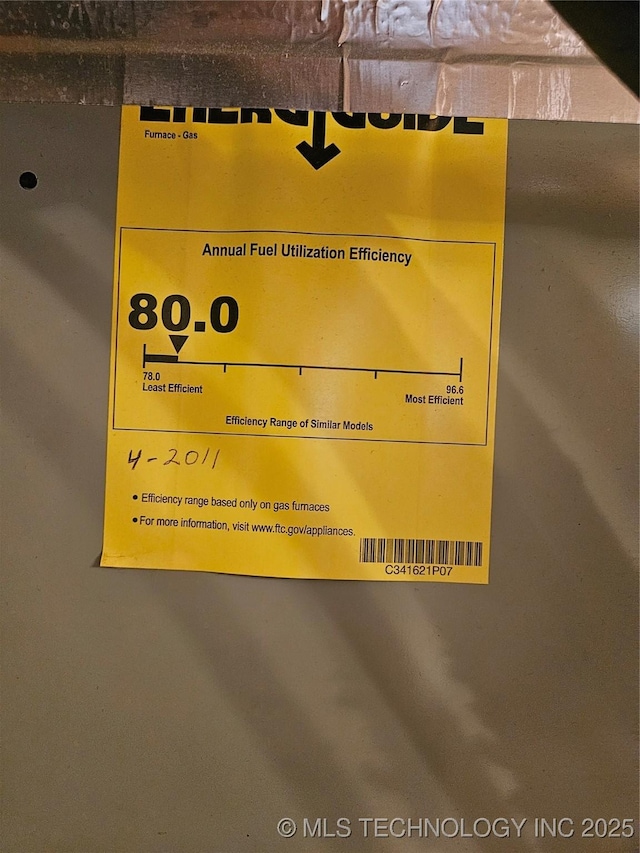 ENERGYGUIDE
Furnace - Gas
Annual Fuel Utilization Efficiency
80.0
78.0
Least Efficient
96.6
Most Efficient
Efficiency Range of Similar Models
4-2011
• Efficiency range based only on gas furnaces
• For more information, visit www.ftc.gov/appliances.
C341621P07
© MLS TECHNOLOGY INC 2025